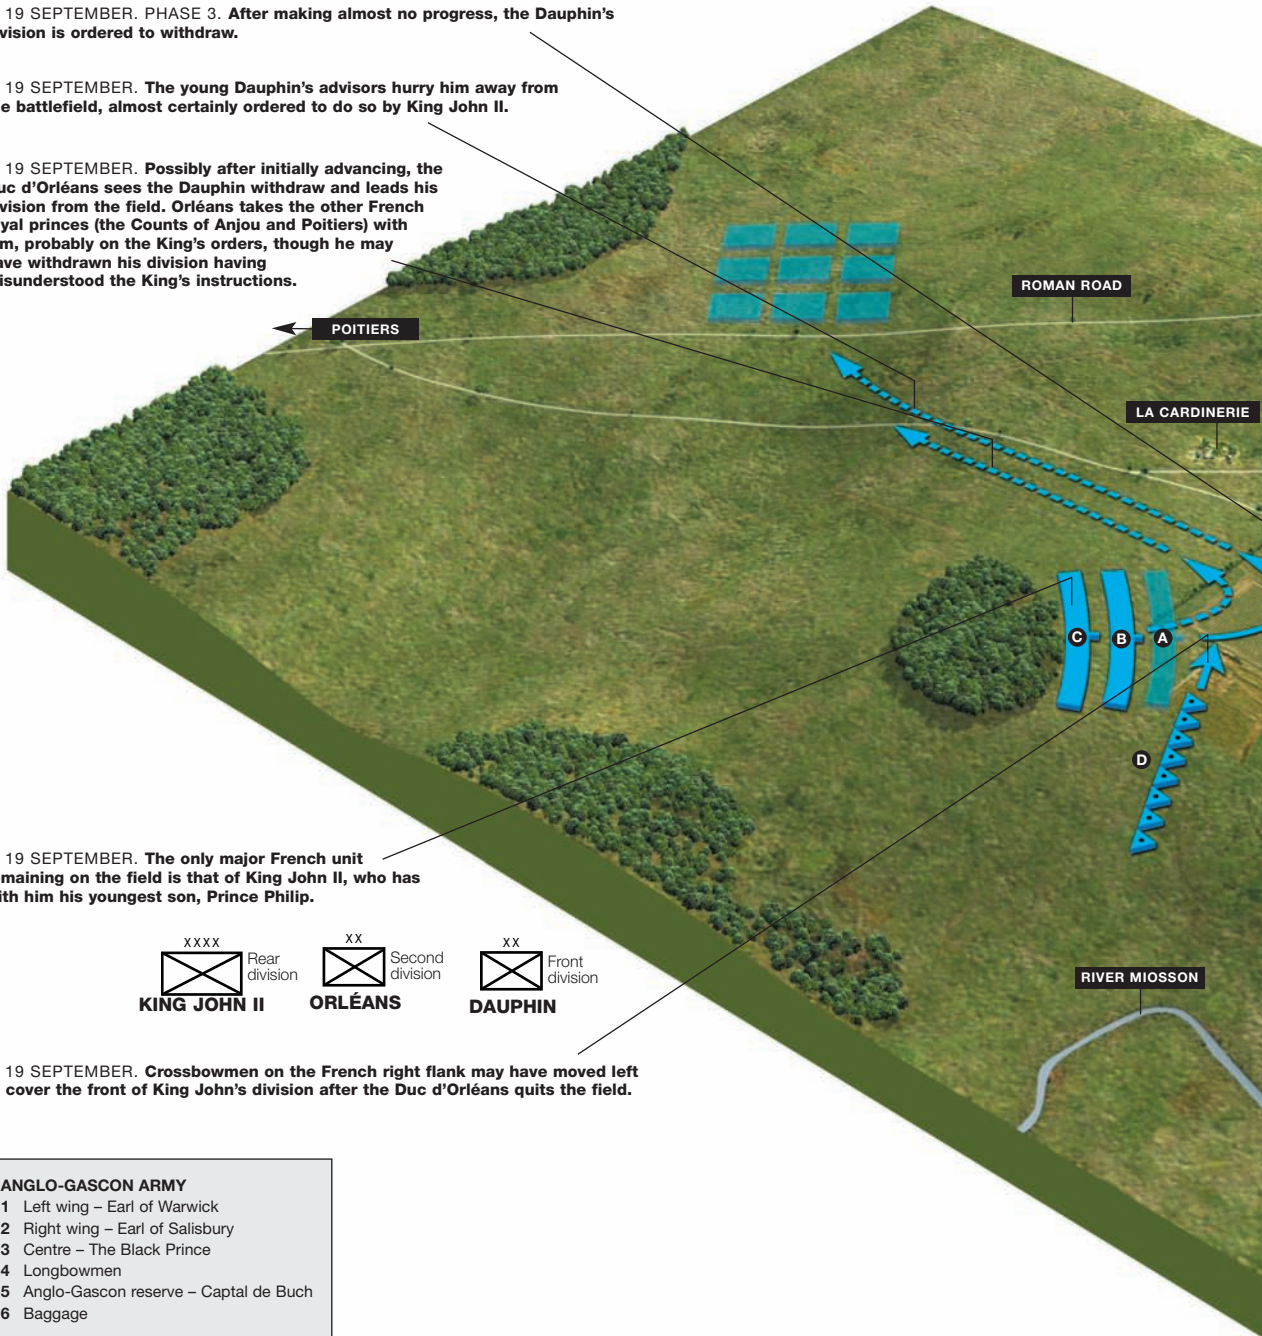 19 SEPTEMBER. PHASE 3. After making almost no progress, the Dauphin's
vision is ordered to withdraw.
19 SEPTEMBER. The young Dauphin's advisors hurry him away from
e battlefield, almost certainly ordered to do so by King John II.
19 SEPTEMBER. Possibly after initially advancing, the
uc d'Orléans sees the Dauphin withdraw and leads his
vision from the field. Orléans takes the other French
yal princes (the Counts of Anjou and Poitiers) with
m, probably on the King's orders, though he may
ave withdrawn his division having
isunderstood the King's instructions.
POITIERS
ROMAN ROAD
LA CARDINERIE
C
B
A
D
19 SEPTEMBER. The only major French unit
maining on the field is that of King John II, who has
ith him his youngest son, Prince Philip.
XXXX
Rear
division
KING JOHN II
XX
Second
division
ORLÉANS
XX
Front
division
DAUPHIN
RIVER MIOSSON
19 SEPTEMBER. Crossbowmen on the French right flank may have moved left
cover the front of King John's division after the Duc d'Orléans quits the field.
ANGLO-GASCON ARMY
1 Left wing – Earl of Warwick
2 Right wing – Earl of Salisbury
3 Centre – The Black Prince
4 Longbowmen
5 Anglo-Gascon reserve – Captal de Buch
6 Baggage